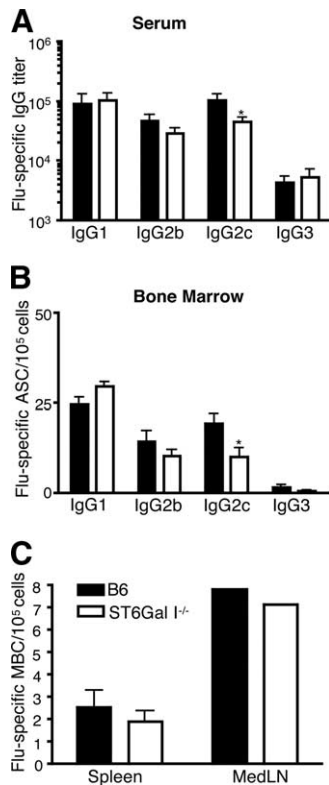 A
Serum
Flu-specific IgG titer
10⁶
10⁵
10⁴
10³
*
IgG1 IgG2b IgG2c IgG3
B
Bone Marrow
Flu-specific ASC/10⁵ cells
50
25
0
*
IgG1 IgG2b IgG2c IgG3
C
Flu-specific MBC/10⁵ cells
8
7
6
5
4
3
2
1
0
B6
ST6Gal I⁻/⁻
Spleen MedLN